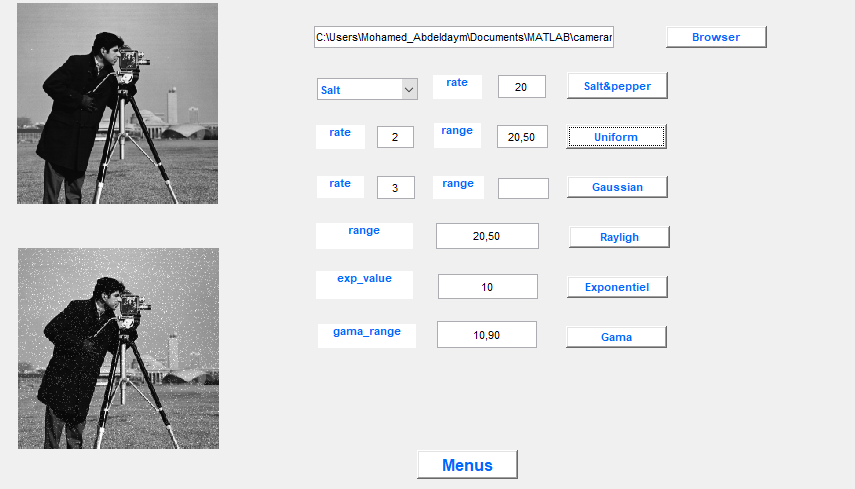 C:\Users\Mohamed_Abdeldaym\Documents\MATLAB\camerar Browser
Salt rate 20 Salt&pepper
rate 2 range 20,50 Uniform
rate 3 range Gaussian
range 20,50 Rayligh
exp_value 10 Exponentiel
gama_range 10,90 Gama
Menus